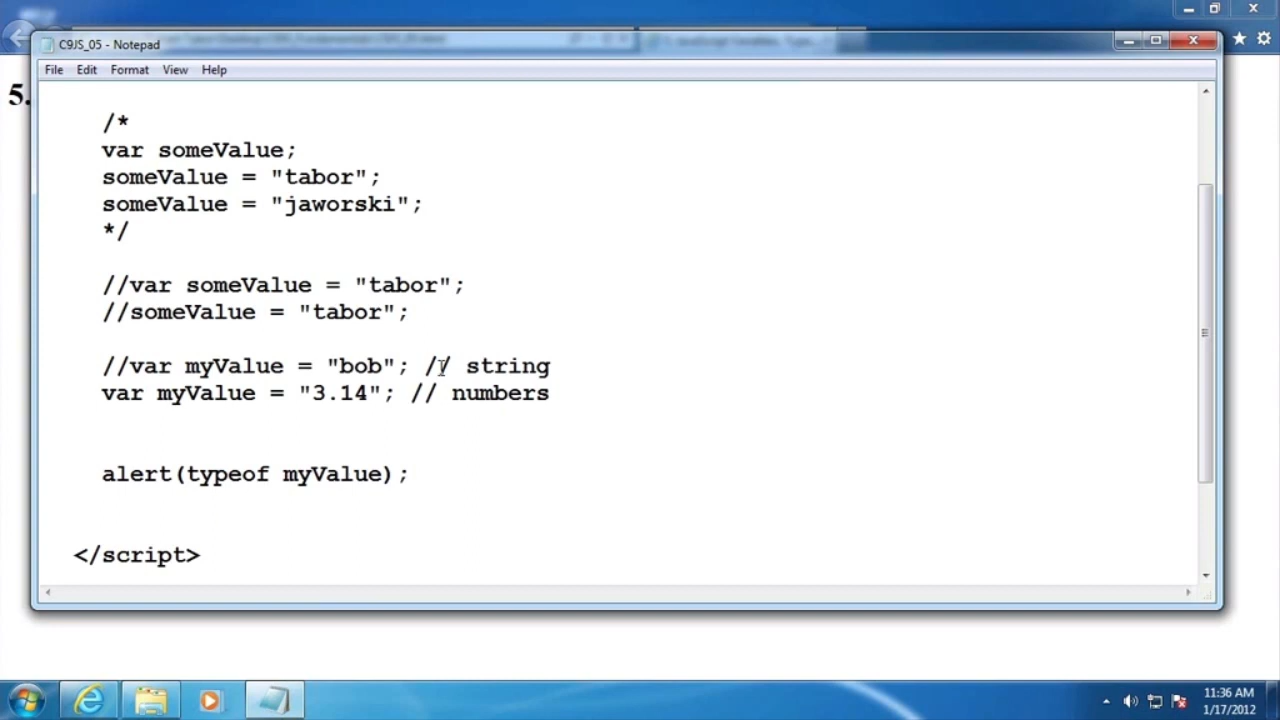 C9JS_05 - Notepad
File Edit Format View Help
5.
/*
var someValue;
someValue = "tabor";
someValue = "jaworski";
*/
//var someValue = "tabor";
//someValue = "tabor";
//var myValue = "bob"; // string
var myValue = "3.14"; // numbers
alert(typeof myValue);
</script>
11:36 AM
1/17/2012